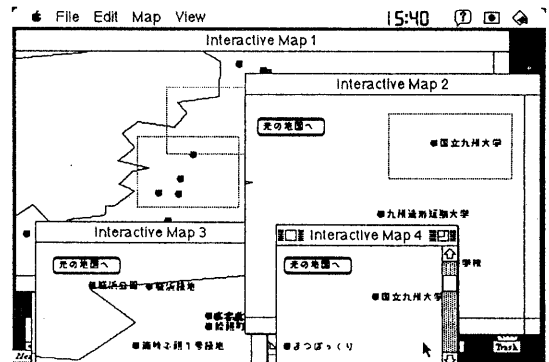 File Edit Map View 15:40
Interactive Map 1
Interactive Map 2
元の地図へ
国立九州大学
九州造形短期大学
Interactive Map 3
元の地図へ
Interactive Map 4
元の地図へ
学院
国立九州大学
まつぼっくり
Trash